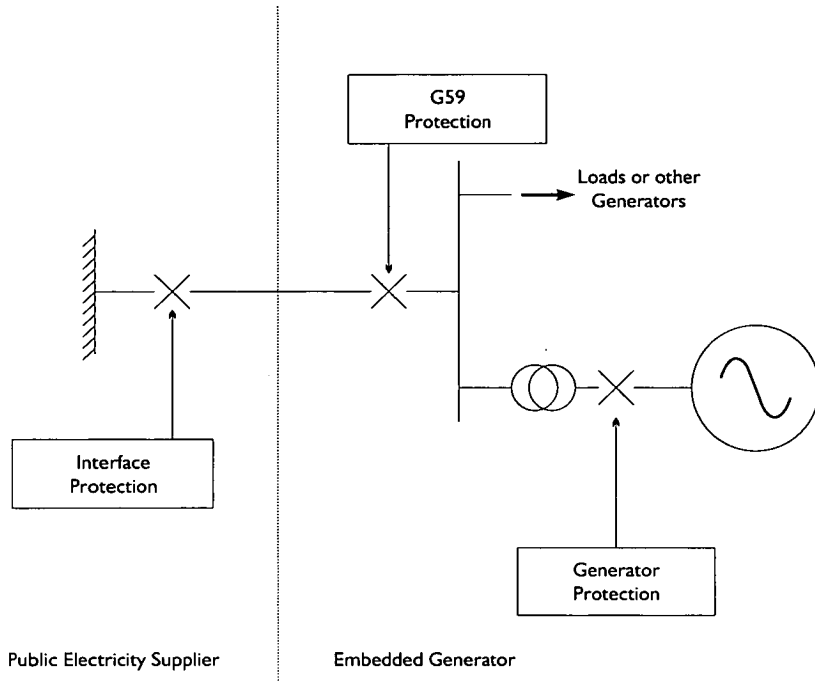 G59
Protection
Loads or other
Generators
Interface
Protection
Generator
Protection
Public Electricity Supplier
Embedded Generator